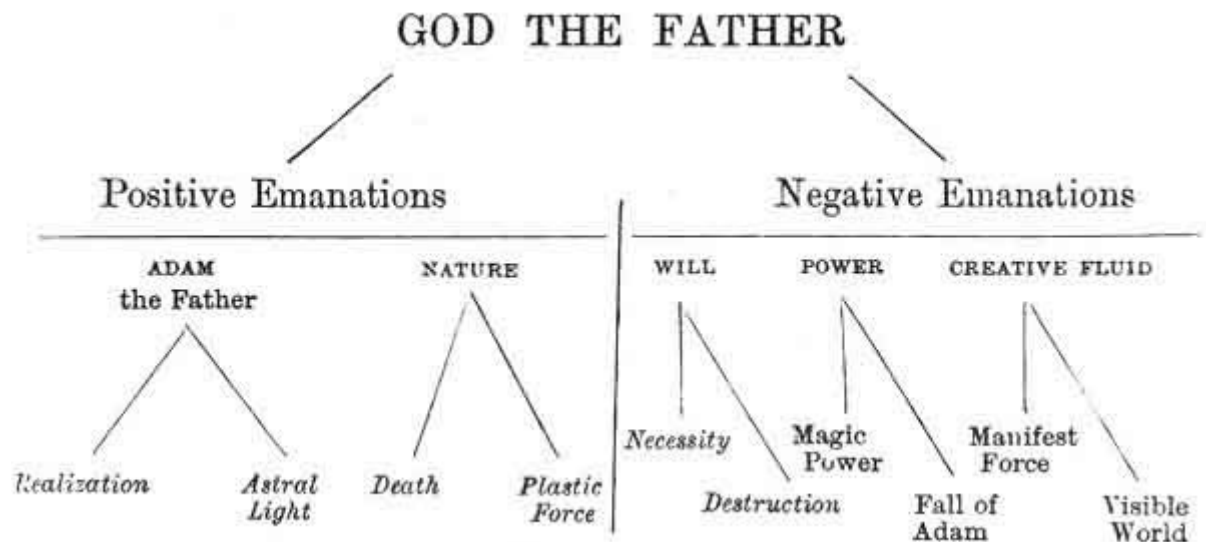 GOD THE FATHER
Positive Emanations
Negative Emanations
ADAM
the Father
NATURE
WILL
POWER
CREATIVE FLUID
Realization
Astral
Light
Death
Plastic
Force
Necessity
Destruction
Magic
Power
Fall of
Adam
Manifest
Force
Visible
World